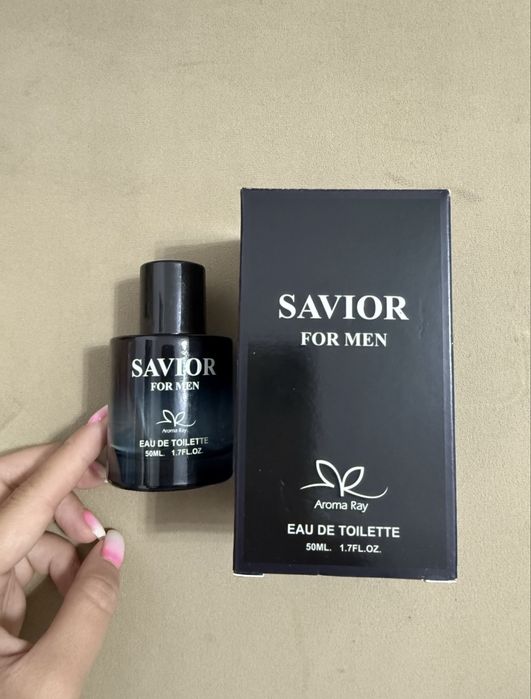 SAVIOR
FOR MEN
Aroma Ray
EAU DE TOILETTE
50ML. 1.7FL.OZ.
SAVIOR
FOR MEN
Aroma Ray
EAU DE TOILETTE
50ML. 1.7FL.OZ.